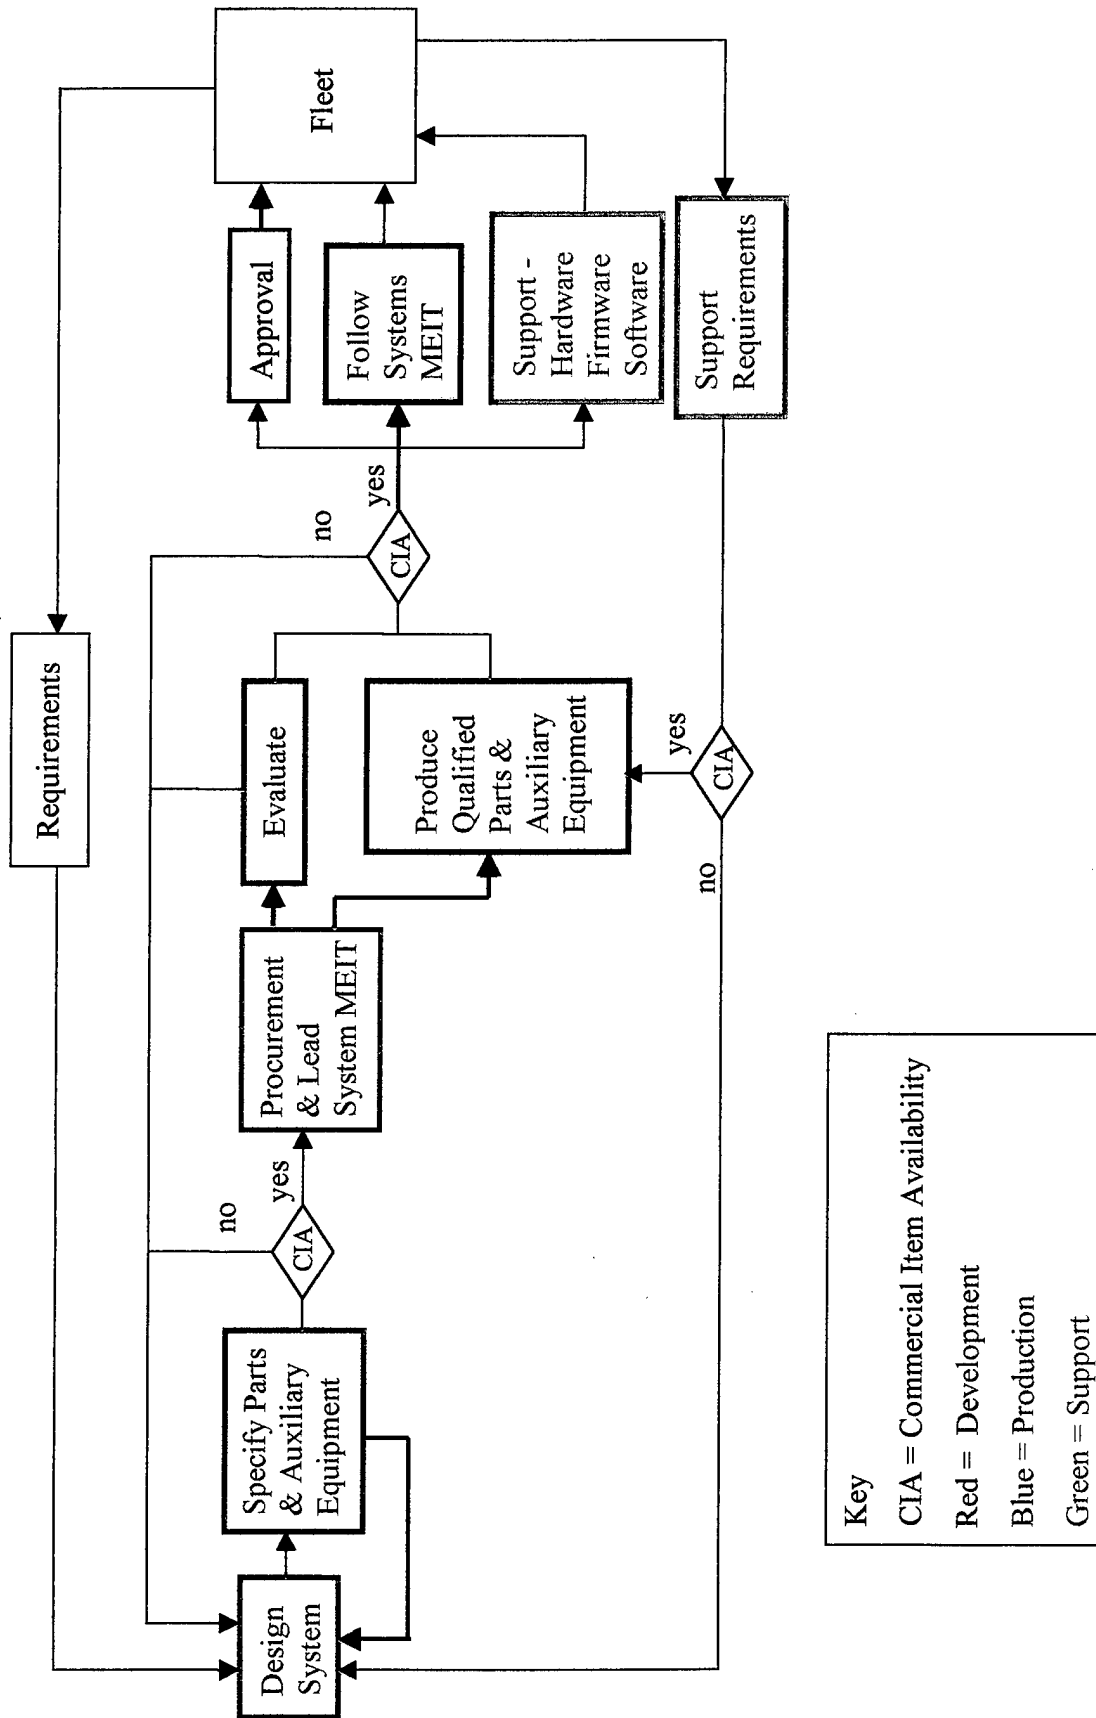 Requirements
Fleet
Design
System
Specify Parts
& Auxiliary
Equipment
no
CIA
yes
Procurement
& Lead
System MEIT
Evaluate
Produce
Qualified
Parts &
Auxiliary
Equipment
no
CIA
yes
Approval
Follow
Systems
MEIT
Support -
Hardware
Firmware
Software
Support
Requirements
no
CIA
yes
Key
CIA = Commercial Item Availability
Red = Development
Blue = Production
Green = Support